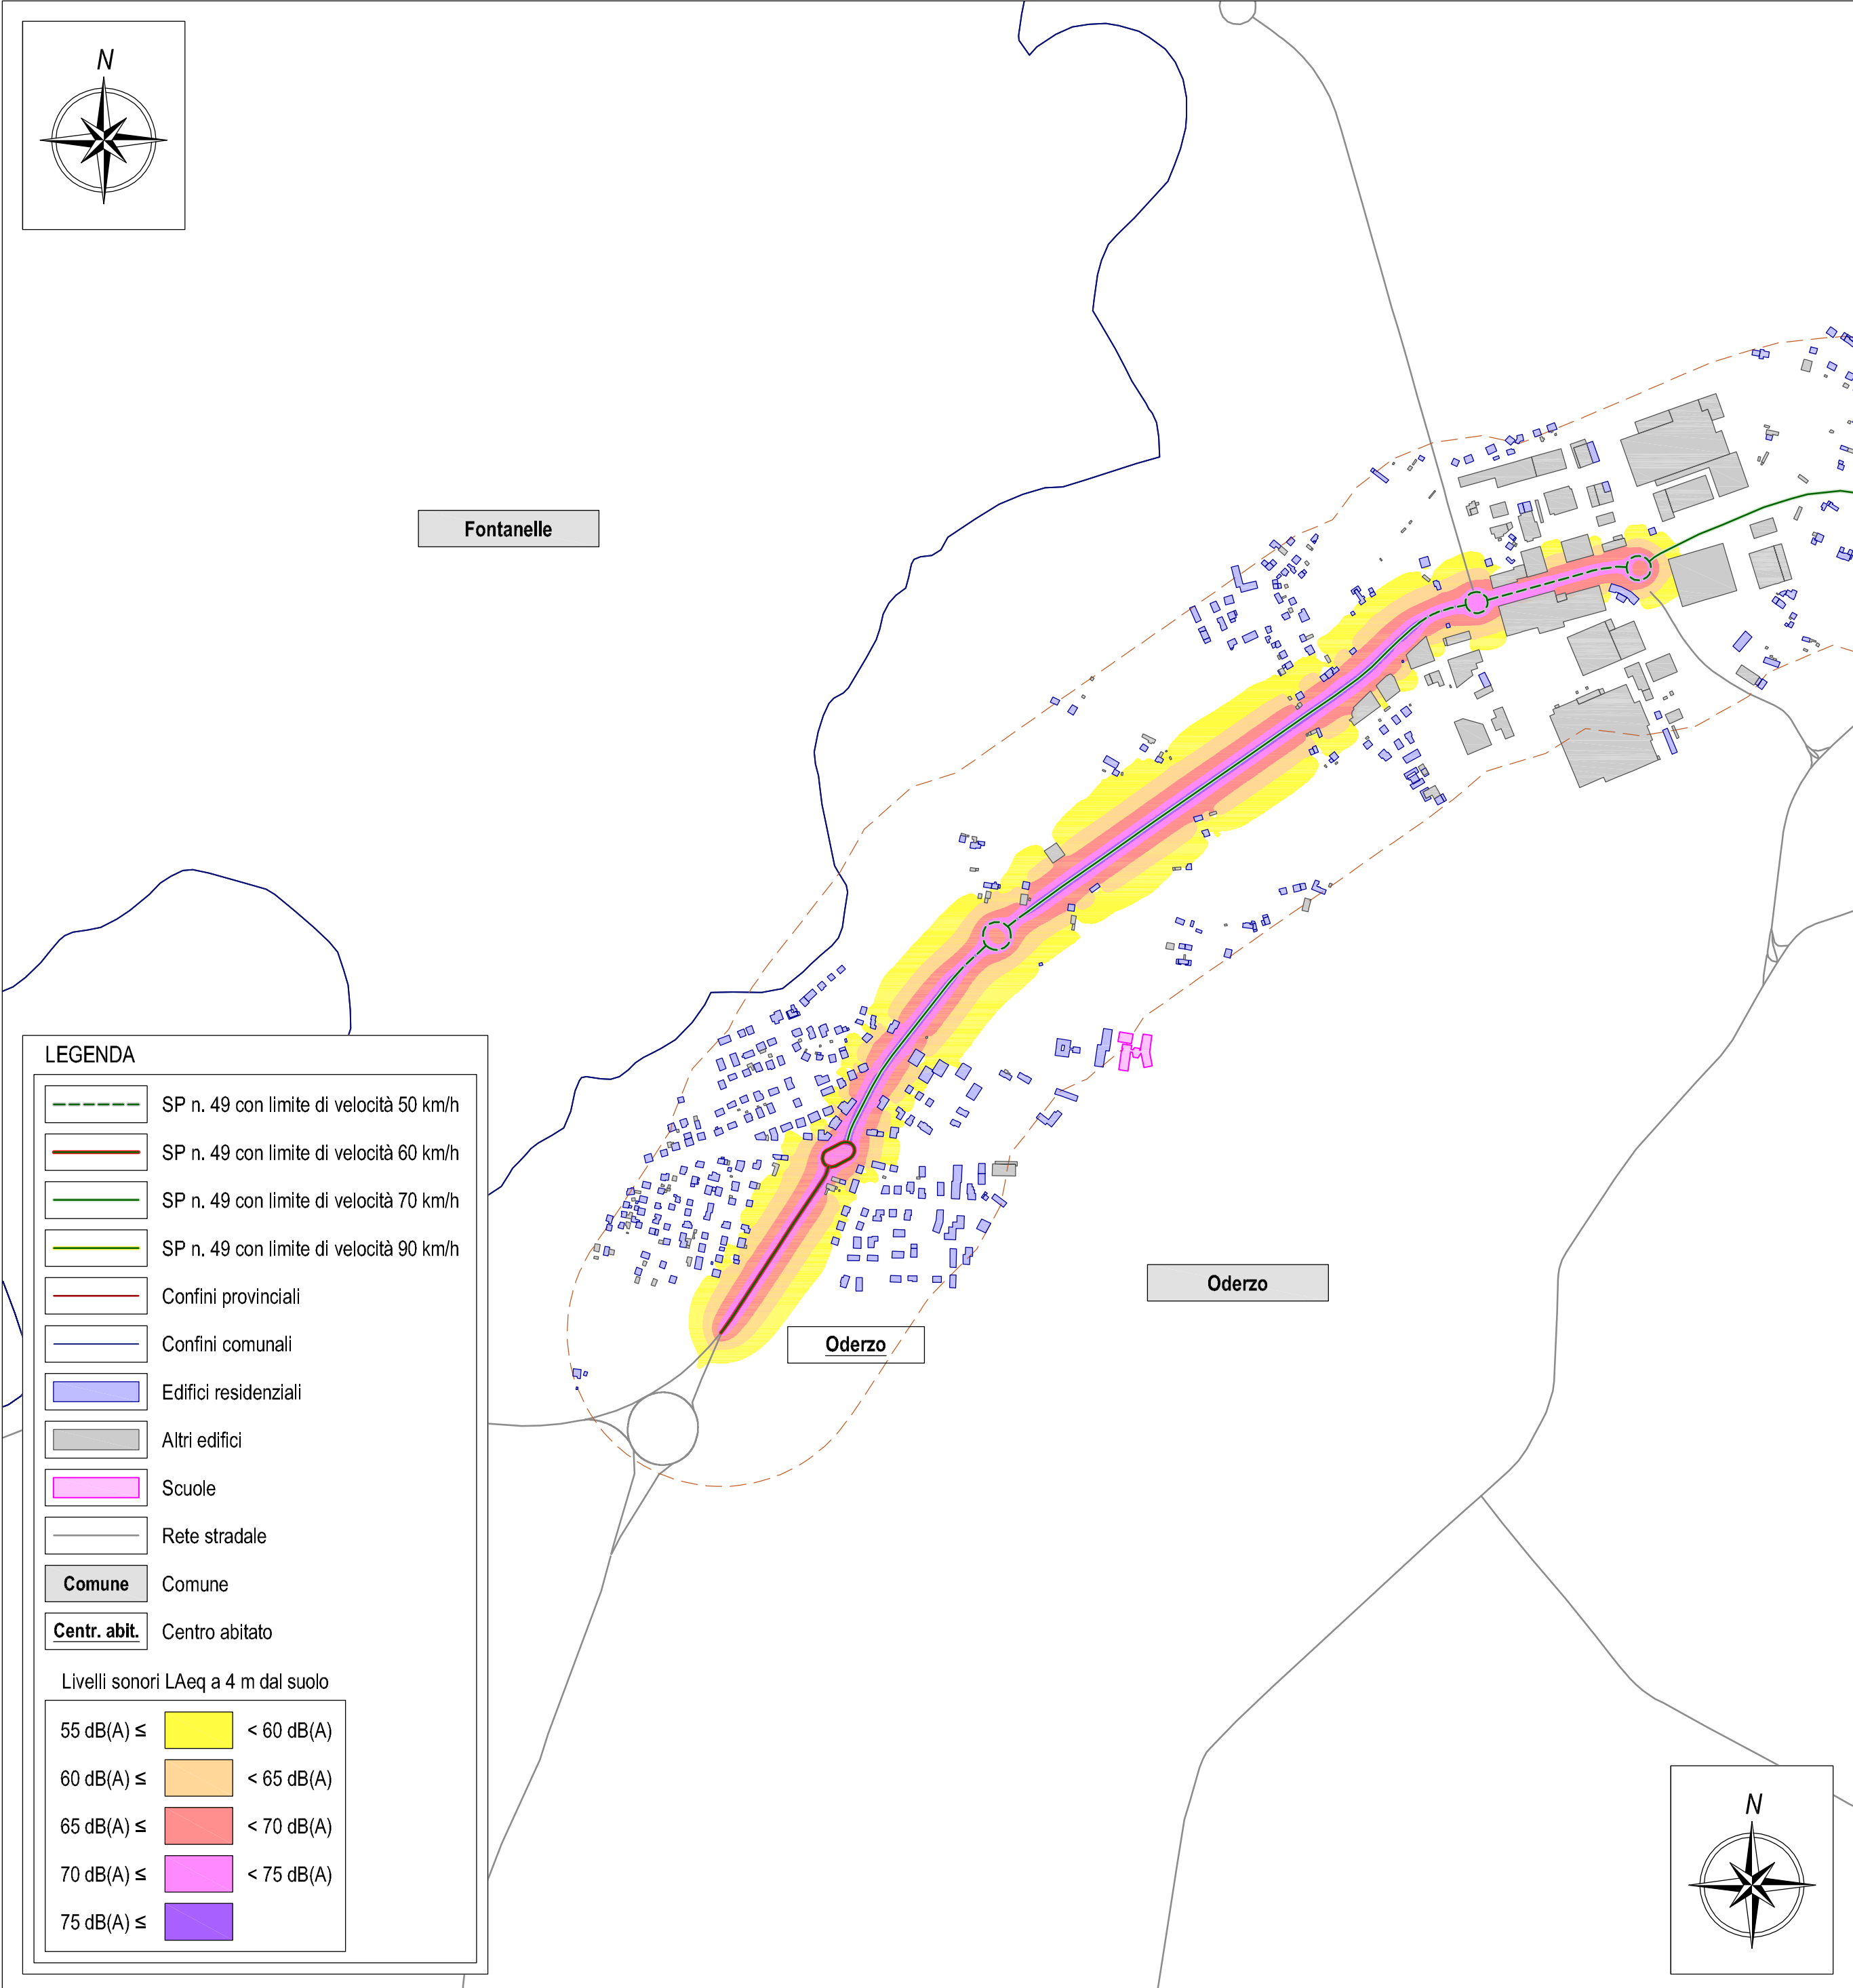 N
Fontanelle
LEGENDA
SP n. 49 con limite di velocità 50 km/h
SP n. 49 con limite di velocità 60 km/h
SP n. 49 con limite di velocità 70 km/h
SP n. 49 con limite di velocità 90 km/h
Confini provinciali
Confini comunali
Edifici residenziali
Altri edifici
Scuole
Rete stradale
Comune Comune
Centr. abit. Centro abitato
Livelli sonori LAeq a 4 m dal suolo
55 dB(A) ≤ < 60 dB(A)
60 dB(A) ≤ < 65 dB(A)
65 dB(A) ≤ < 70 dB(A)
70 dB(A) ≤ < 75 dB(A)
75 dB(A) ≤
Oderzo
Oderzo
N